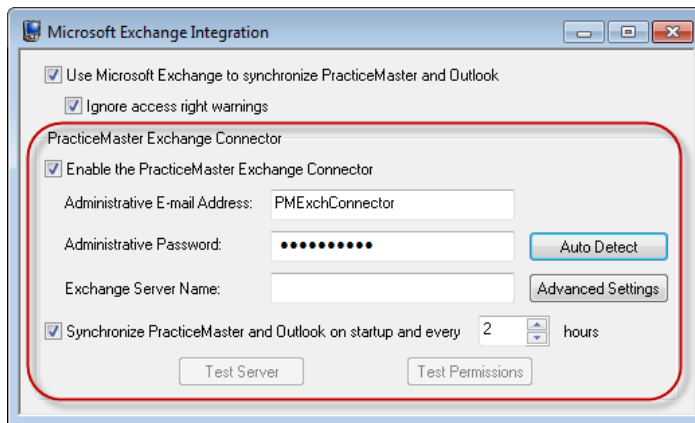 Microsoft Exchange Integration
Use Microsoft Exchange to synchronize PracticeMaster and Outlook
Ignore access right warnings
PracticeMaster Exchange Connector
Enable the PracticeMaster Exchange Connector
Administrative E-mail Address: PMExchConnector
Administrative Password: ●●●●●●●●●● Auto Detect
Exchange Server Name: Advanced Settings
Synchronize PracticeMaster and Outlook on startup and every 2 hours
Test Server Test Permissions